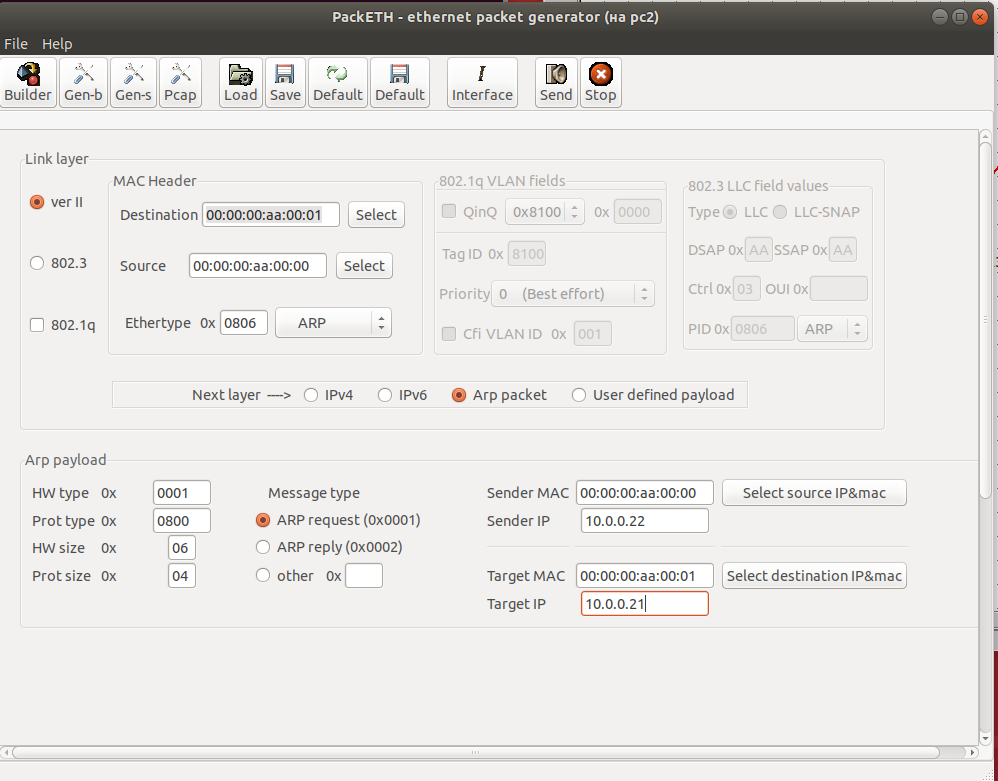 PackETH - ethernet packet generator (на pc2)
File Help
Builder Gen-b Gen-s Pcap Load Save Default Default Interface Send Stop
Link layer
MAC Header 802.1q VLAN fields 802.3 LLC field values
ver II Destination 00:00:00:aa:00:01 Select QinQ 0x8100 0x 0000 Type LLC LLC-SNAP
Tag ID 0x 8100 DSAP 0x AA SSAP 0x AA
802.3 Source 00:00:00:aa:00:00 Select Priority 0 (Best effort) Ctrl 0x 03 OUI 0x
802.1q Ethertype 0x 0806 ARP Cfi VLAN ID 0x 001 PID 0x 0806 ARP
Next layer ----> IPv4 IPv6 Arp packet User defined payload
Arp payload
HW type 0x 0001 Message type Sender MAC 00:00:00:aa:00:00 Select source IP&mac
Prot type 0x 0800 ARP request (0x0001) Sender IP 10.0.0.22
HW size 0x 06 ARP reply (0x0002)
Prot size 0x 04 other 0x Target MAC 00:00:00:aa:00:01 Select destination IP&mac
Target IP 10.0.0.21